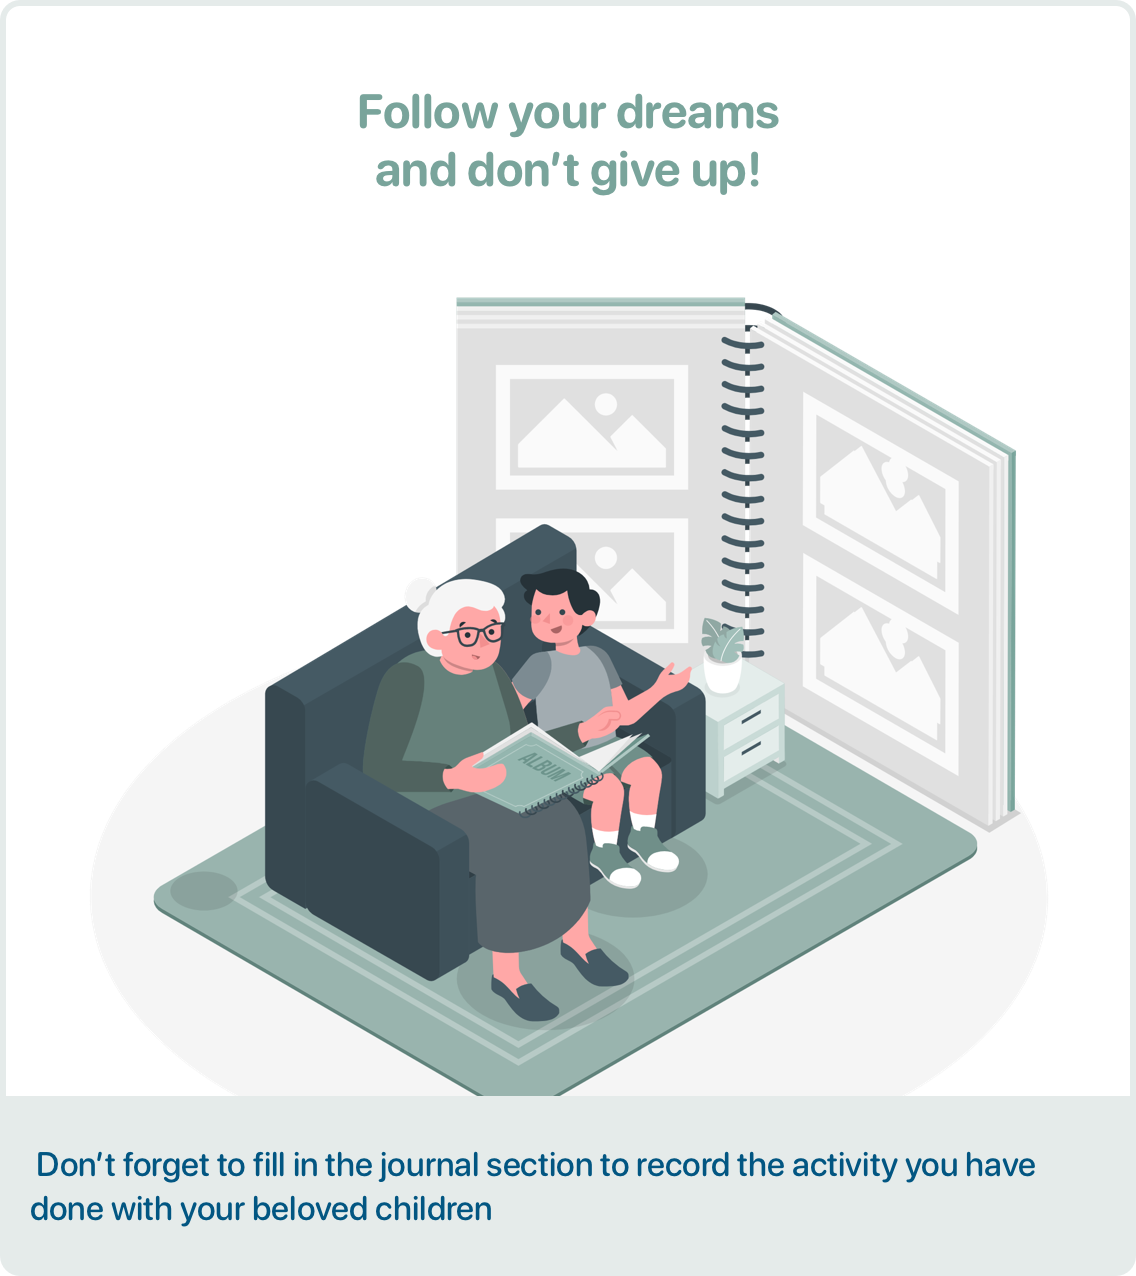 Follow your dreams
and don't give up!
ALBUM
Don't forget to fill in the journal section to record the activity you have
done with your beloved children